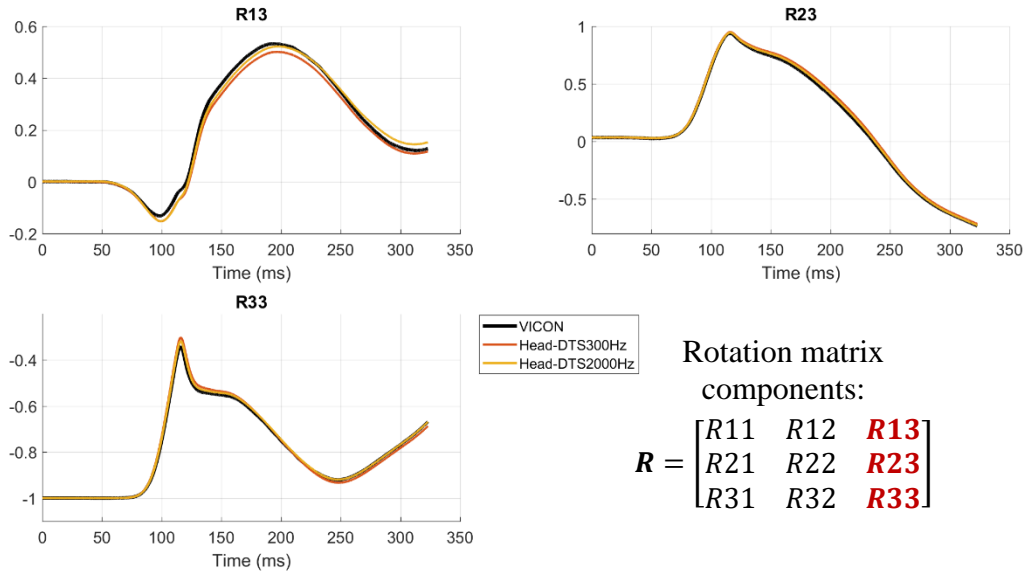 R13
0.6
0.4
0.2
0
-0.2
0 50 100 150 200 250 300 350
Time (ms)
R23
1
0.5
0
-0.5
0 50 100 150 200 250 300 350
Time (ms)
R33
-0.4
-0.6
-0.8
-1
0 50 100 150 200 250 300 350
Time (ms)
VICON
Head-DTS300Hz
Head-DTS2000Hz
Rotation matrix
components:
R11 R12 R13
R = R21 R22 R23
R31 R32 R33